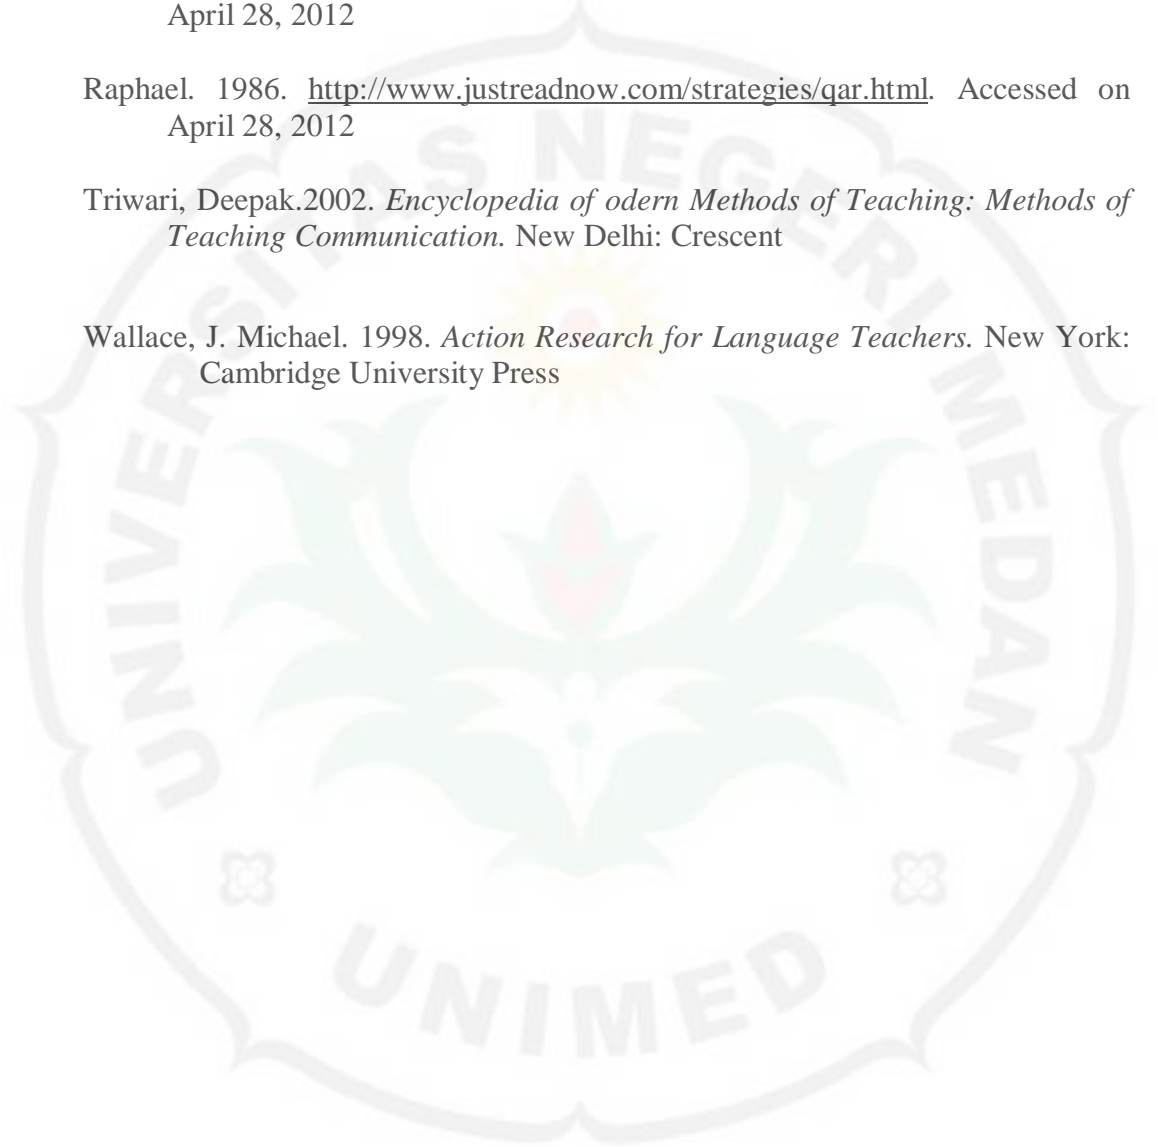 April 28, 2012
Raphael. 1986. http://www.justreadnow.com/strategies/qar.html. Accessed on
April 28, 2012
Triwari, Deepak.2002. Encyclopedia of odern Methods of Teaching: Methods of
Teaching Communication. New Delhi: Crescent
Wallace, J. Michael. 1998. Action Research for Language Teachers. New York:
Cambridge University Press
UNIVERSITAS NEGERI MEDAN
UNIMED